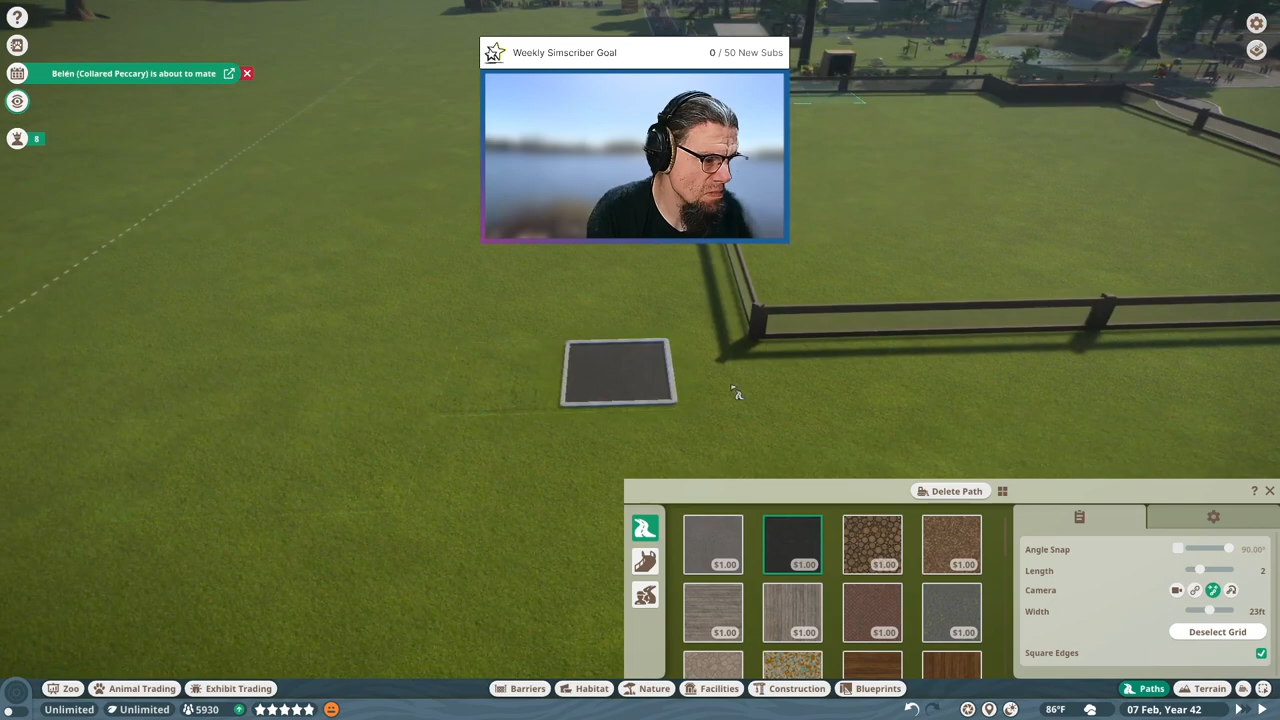 Weekly Simscriber Goal 0 / 50 New Subs
Belén (Collared Peccary) is about to mate
8
Delete Path
?
$1.00 $1.00 $1.00 $1.00
$1.00 $1.00 $1.00 $1.00
Angle Snap 90.00°
Length 2
Camera
Width 23ft
Deselect Grid
Square Edges
Zoo Animal Trading Exhibit Trading Barriers Habitat Nature Facilities Construction Blueprints Paths Terrain
Unlimited Unlimited 5930 86°F 07 Feb, Year 42